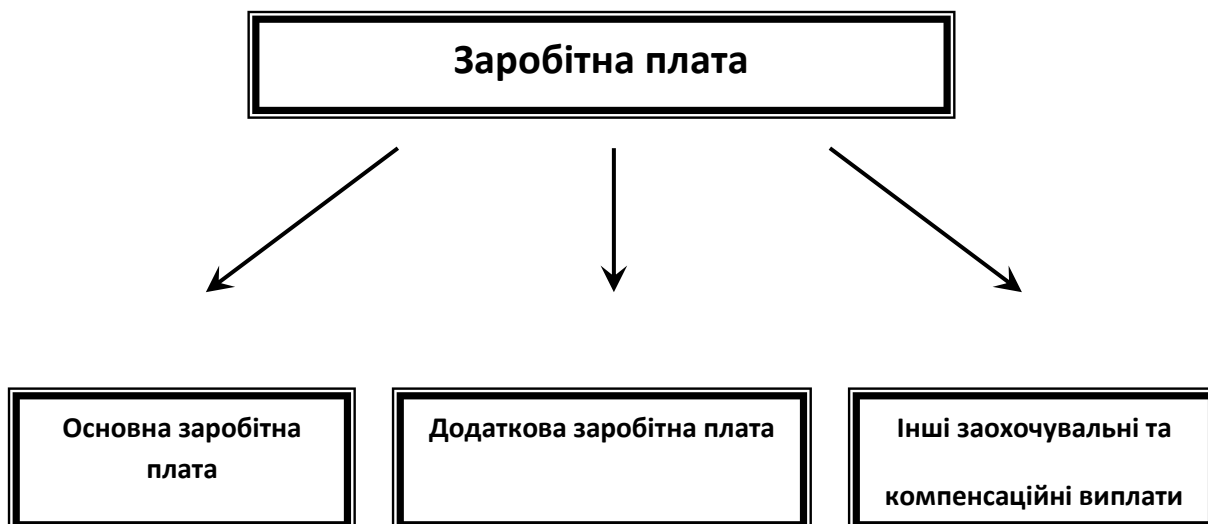 Заробітна плата
Основна заробітна
плата
Додаткова заробітна плата
Інші заохочувальні та
компенсаційні виплати